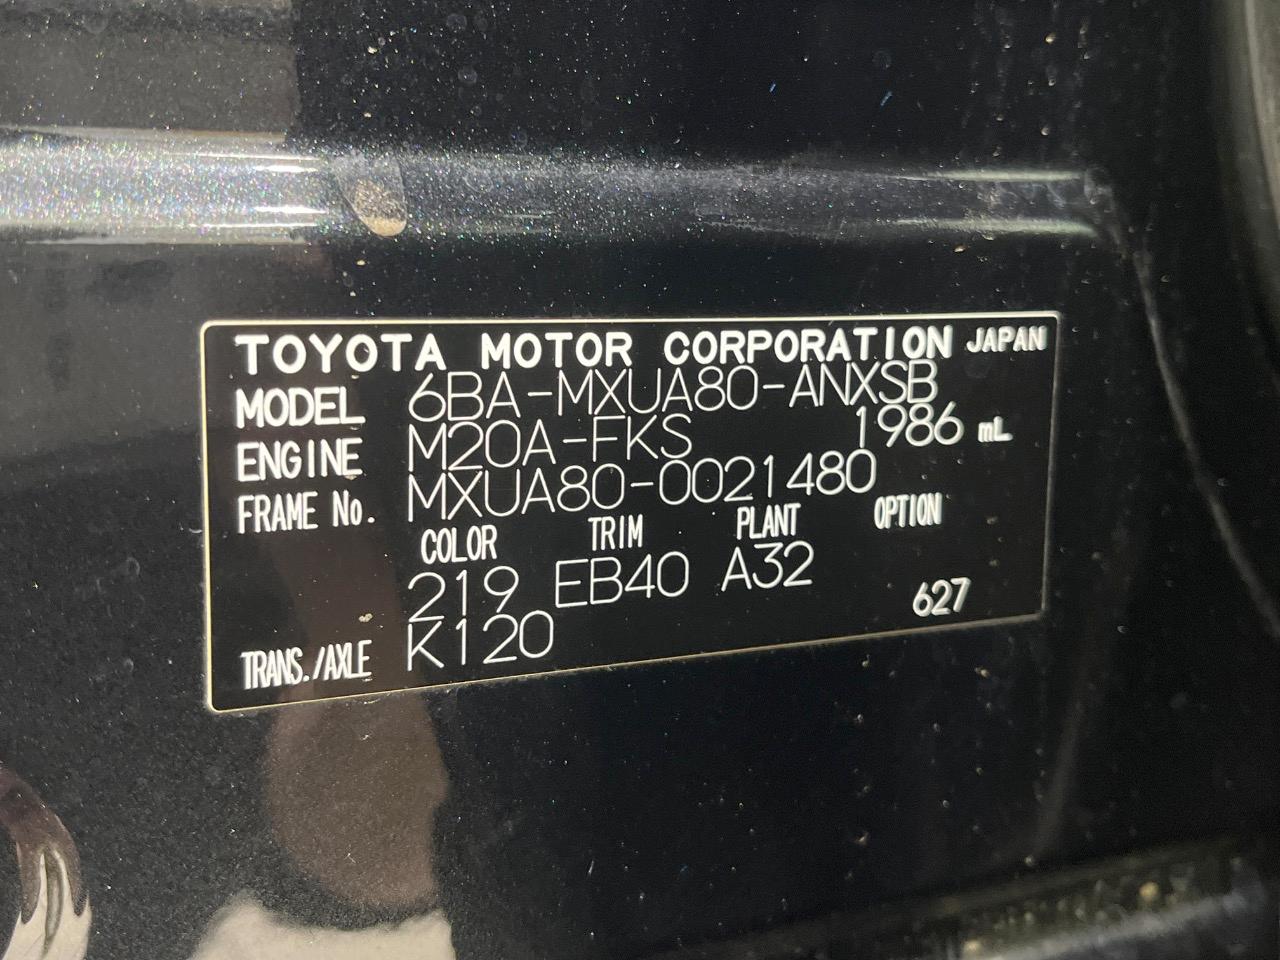 TOYOTA MOTOR CORPORATION JAPAN
MODEL 6BA-MXUA80-ANXSB
ENGINE M20A-FKS 1986 mL
FRAME No. MXUA80-0021480
COLOR TRIM PLANT OPTION
219 EB40 A32
TRANS./AXLE K120 627